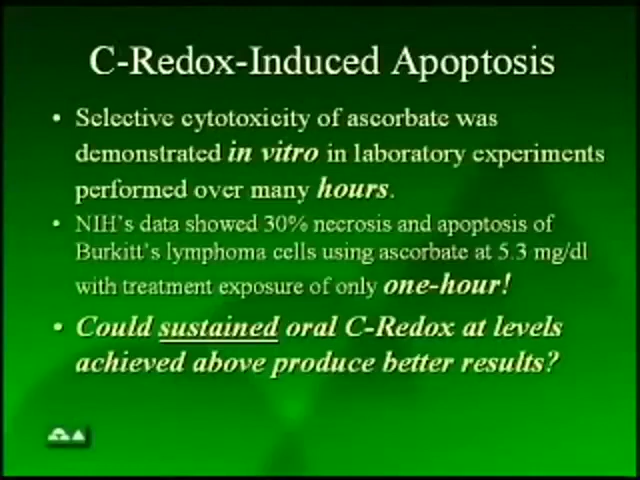 C-Redox-Induced Apoptosis
• Selective cytotoxicity of ascorbate was
demonstrated in vitro in laboratory experiments
performed over many hours.
• NIH's data showed 30% necrosis and apoptosis of
Burkitt's lymphoma cells using ascorbate at 5.3 mg/dl
with treatment exposure of only one-hour!
• Could sustained oral C-Redox at levels
achieved above produce better results?